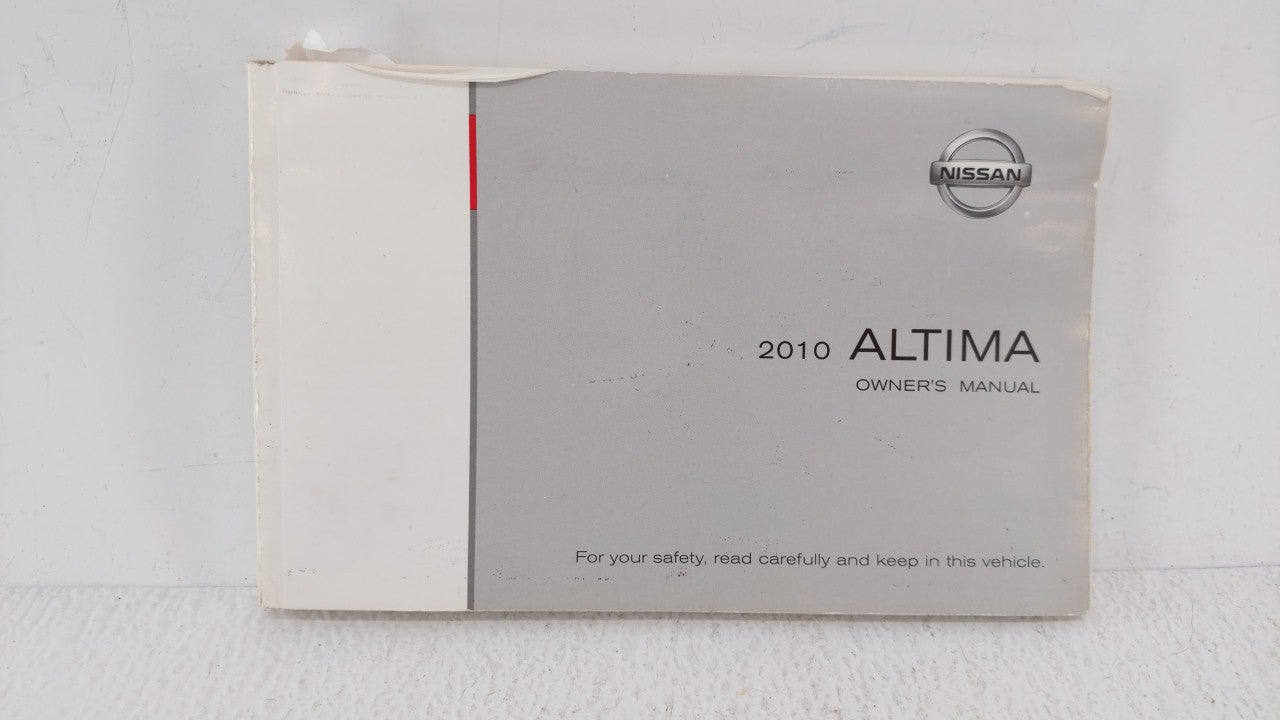 NISSAN
2010 ALTIMA
OWNER'S MANUAL
For your safety, read carefully and keep in this vehicle.